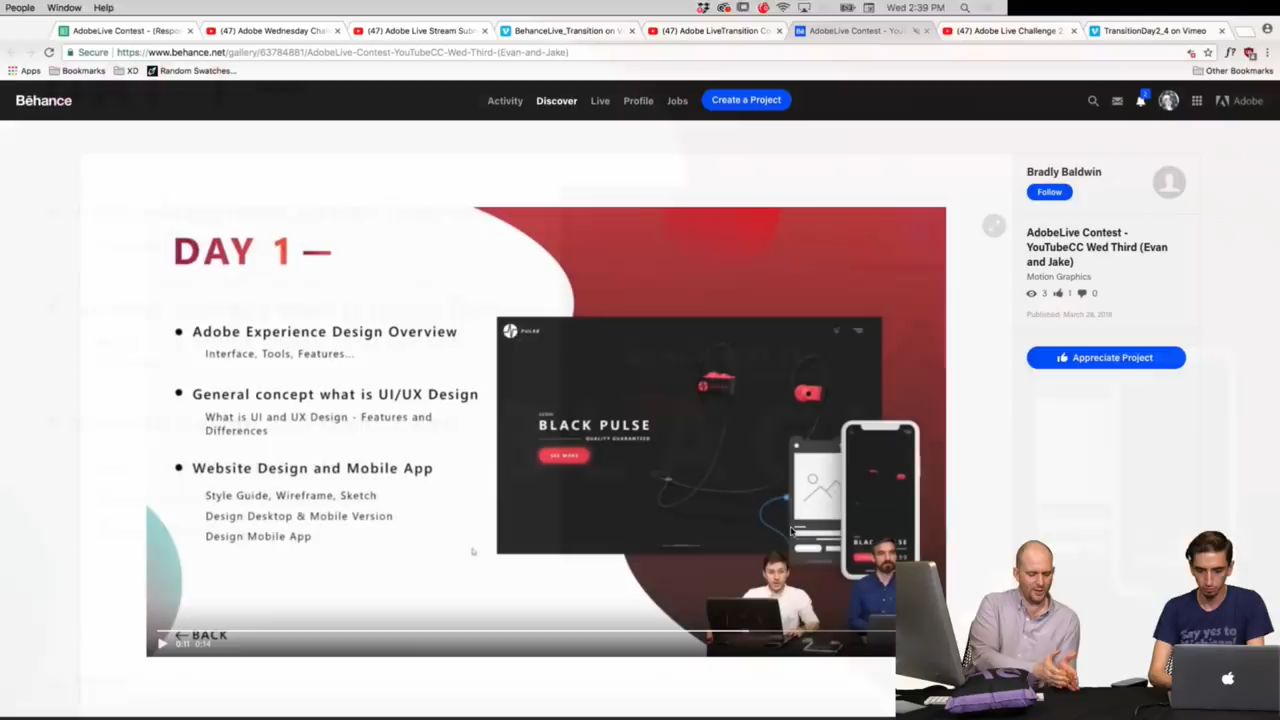 People Window Help
Wed 2:39 PM
AdobeLive Contest - (Respon
(47) Adobe Wednesday Chal
(47) Adobe Live Stream Sub
BehanceLive_Transition on V
(47) Adobe LiveTransition Co
AdobeLive Contest - You
(47) Adobe Live Challenge 2
TransitionDay2_4 on Vimeo
Secure https://www.behance.net/gallery/63784881/AdobeLive-Contest-YouTubeCC-Wed-Third-(Evan-and-Jake)
f?
Apps Bookmarks XD Random Swatches... Other Bookmarks
Bēhance Activity Discover Live Profile Jobs Create a Project 2 Adobe
Bradly Baldwin
Follow
AdobeLive Contest -
YouTubeCC Wed Third (Evan
and Jake)
Motion Graphics
3 1 0
Published: March 28, 2018
Appreciate Project
DAY 1 —
• Adobe Experience Design Overview
Interface, Tools, Features...
• General concept what is UI/UX Design
What is UI and UX Design - Features and
Differences
• Website Design and Mobile App
Style Guide, Wireframe, Sketch
Design Desktop & Mobile Version
Design Mobile App
←BACK
0:11 0:14
PULSE
BLACK PULSE
QUALITY GUARANTEED
SEE MORE
Say yes to